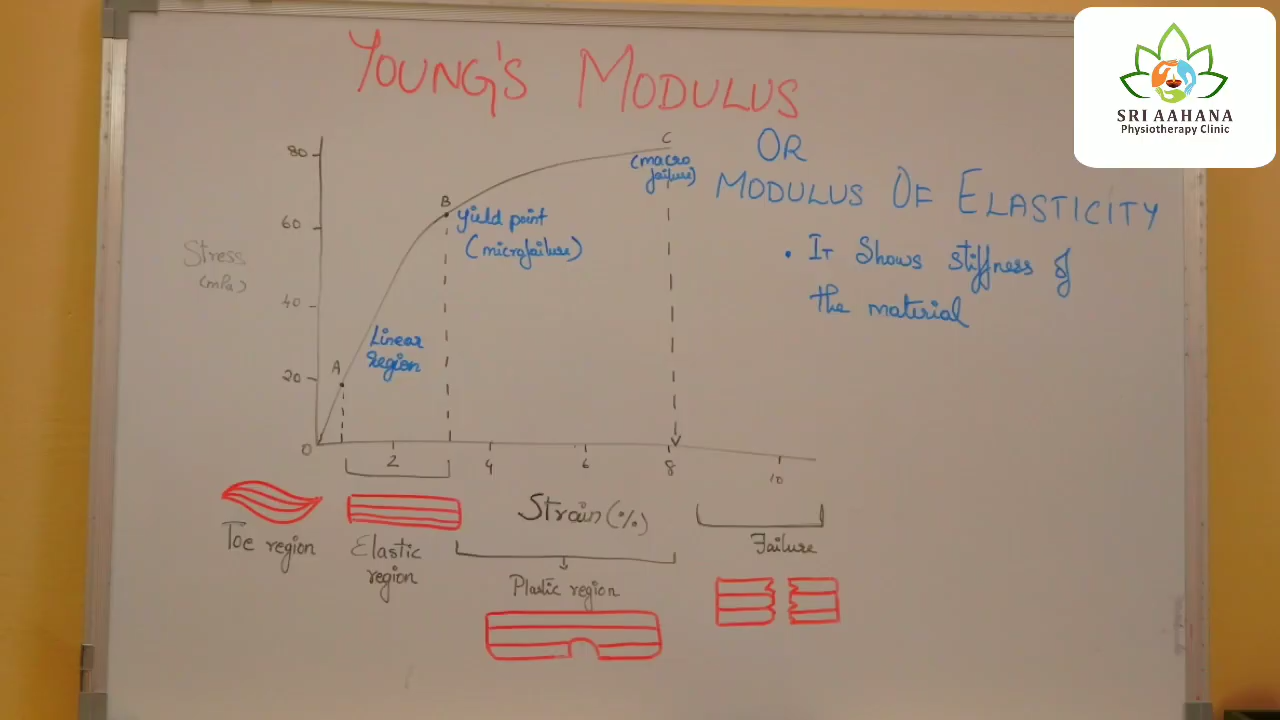 YOUNG'S MODULUS
SRI AAHANA
Physiotherapy Clinic
OR
MODULUS OF ELASTICITY
• IT Shows stiffness of
the material
80
60
40
20
0
Stress
(mPa)
A
B
C
(macro
failure)
Yield point
(microfailure)
Linear
region
2
4
6
8
10
Strain (%)
Toe region
Elastic
region
Plastic region
Failure